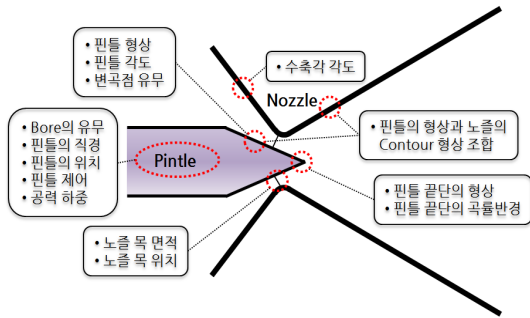 • 핀틀 형상
• 핀틀 각도
• 변곡점 유무
• 수축각 각도
Nozzle
• Bore의 유무
• 핀틀의 직경
• 핀틀의 위치
• 핀틀 제어
• 공력 하중
Pintle
• 핀틀의 형상과 노즐의
Contour 형상 조합
• 핀틀 끝단의 형상
• 핀틀 끝단의 곡률반경
• 노즐 목 면적
• 노즐 목 위치